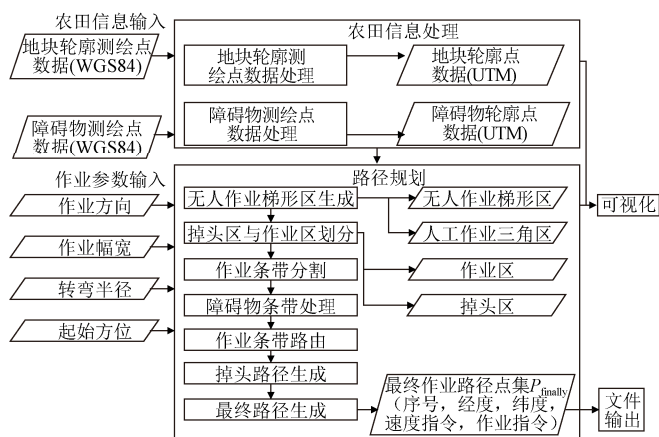 农田信息输入
地块轮廓测绘点
数据(WGS84)
障碍物测绘点
数据(WGS84)
农田信息处理
地块轮廓测
绘点数据处理
地块轮廓点
数据(UTM)
障碍物测绘点
数据处理
障碍物轮廓点
数据(UTM)
作业参数输入
作业方向
作业幅宽
转弯半径
起始方位
路径规划
无人作业梯形区生成
无人作业梯形区
掉头区与作业区划分
人工作业三角区
作业条带分割
作业区
障碍物条带处理
掉头区
作业条带路由
掉头路径生成
最终路径生成
最终作业路径点集Pfinally
（序号，经度，纬度，
速度指令，作业指令）
可视化
文件
输出